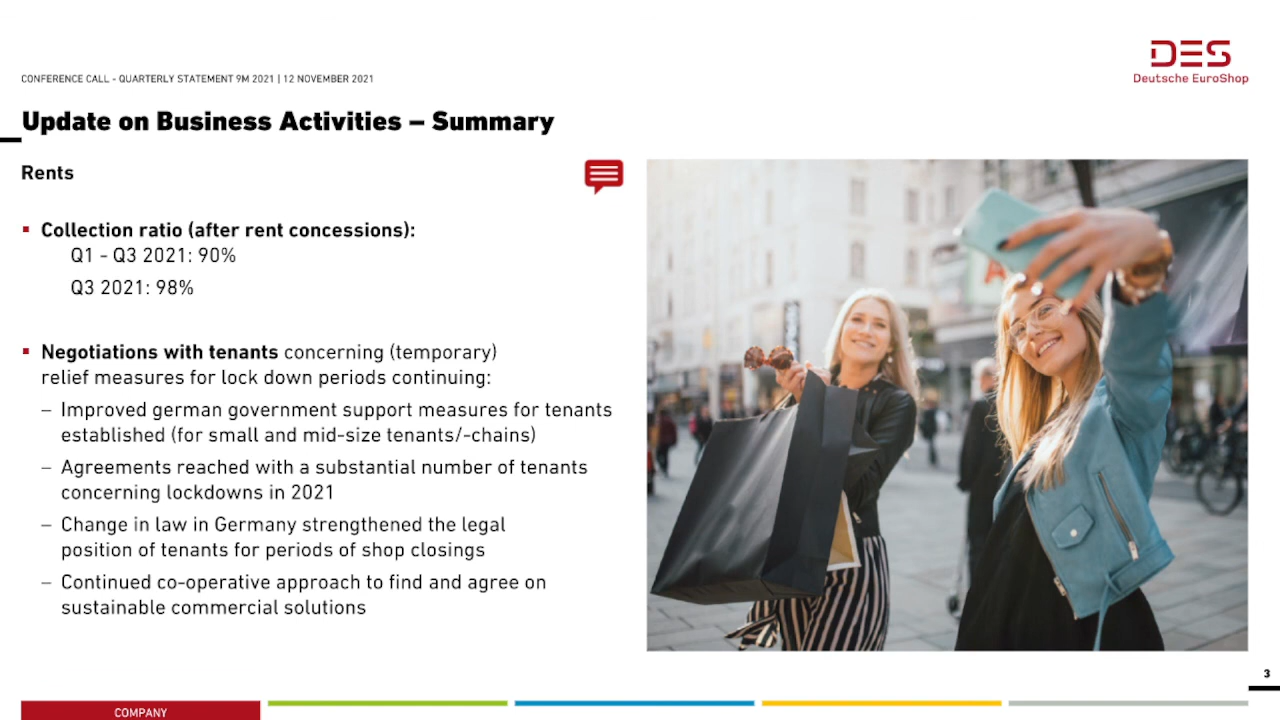 CONFERENCE CALL - QUARTERLY STATEMENT 9M 2021 | 12 NOVEMBER 2021
DES
Deutsche EuroShop
Update on Business Activities – Summary
Rents
▪ Collection ratio (after rent concessions):
Q1 - Q3 2021: 90%
Q3 2021: 98%
▪ Negotiations with tenants concerning (temporary)
relief measures for lock down periods continuing:
– Improved german government support measures for tenants
established (for small and mid-size tenants/-chains)
– Agreements reached with a substantial number of tenants
concerning lockdowns in 2021
– Change in law in Germany strengthened the legal
position of tenants for periods of shop closings
– Continued co-operative approach to find and agree on
sustainable commercial solutions
3
COMPANY